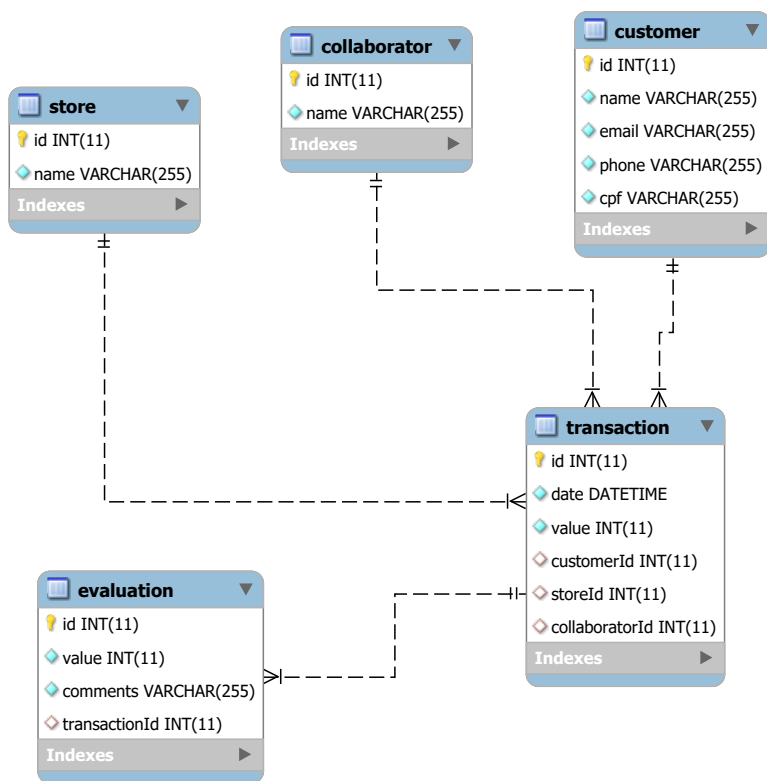 store
id INT(11)
name VARCHAR(255)
Indexes
collaborator
id INT(11)
name VARCHAR(255)
Indexes
customer
id INT(11)
name VARCHAR(255)
email VARCHAR(255)
phone VARCHAR(255)
cpf VARCHAR(255)
Indexes
transaction
id INT(11)
date DATETIME
value INT(11)
customerId INT(11)
storeId INT(11)
collaboratorId INT(11)
Indexes
evaluation
id INT(11)
value INT(11)
comments VARCHAR(255)
transactionId INT(11)
Indexes